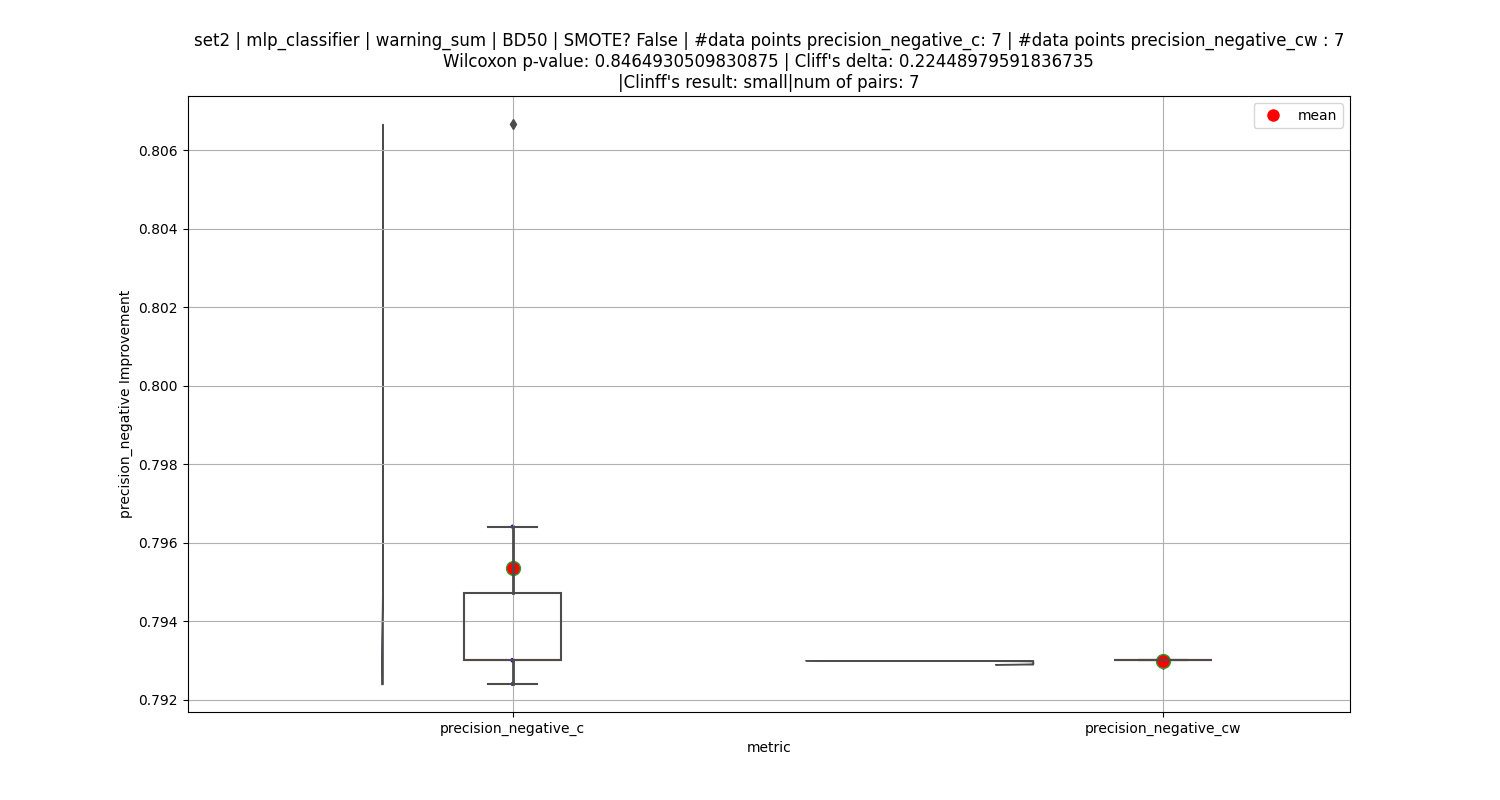 set2 | mlp_classifier | warning_sum | BD50 | SMOTE? False | #data points precision_negative_c: 7 | #data points precision_negative_cw : 7
Wilcoxon p-value: 0.8464930509830875 | Cliff's delta: 0.22448979591836735
|Clinff's result: small|num of pairs: 7
mean
0.806
0.804
0.802
0.800
0.798
0.796
0.794
0.792
precision_negative Improvement
precision_negative_c
precision_negative_cw
metric